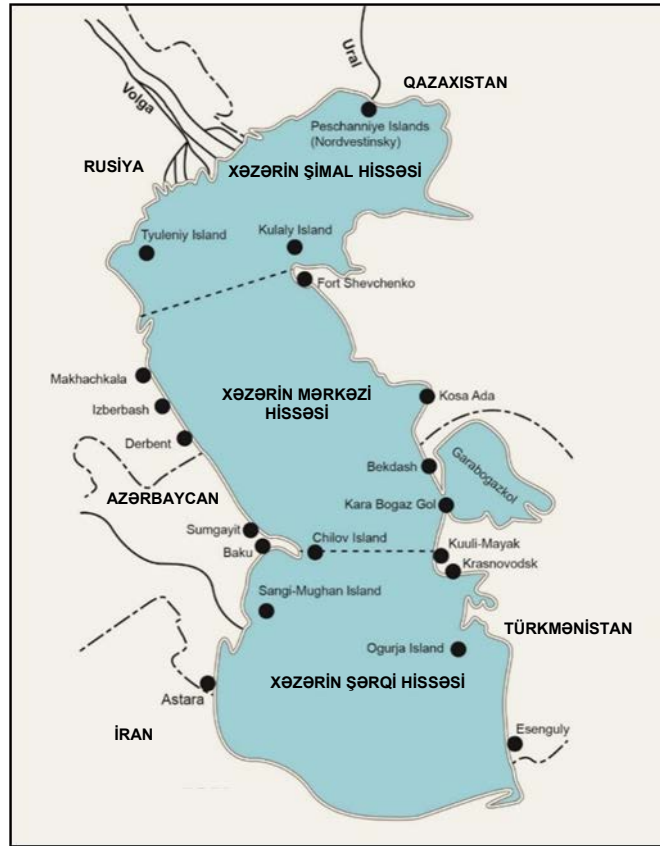 Volga
Ural
QAZAXISTAN
Peschanniye Islands
(Nordvestinsky)
RUSİYA
XƏZƏRİN ŞİMAL HİSSƏSİ
Tyuleniy Island
Kulaly Island
Fort Shevchenko
Makhachkala
XƏZƏRİN MƏRKƏZİ
HİSSƏSİ
Kosa Ada
Izberbash
Derbent
Bekdash
Garabogazkol
AZƏRBAYCAN
Kara Bogaz Gol
Sumgayit
Baku
Chilov Island
Kuuli-Mayak
Krasnovodsk
Sangi-Mughan Island
TÜRKMƏNİSTAN
Ogurja Island
XƏZƏRİN ŞƏRQİ HİSSƏSİ
Astara
İRAN
Esenguly